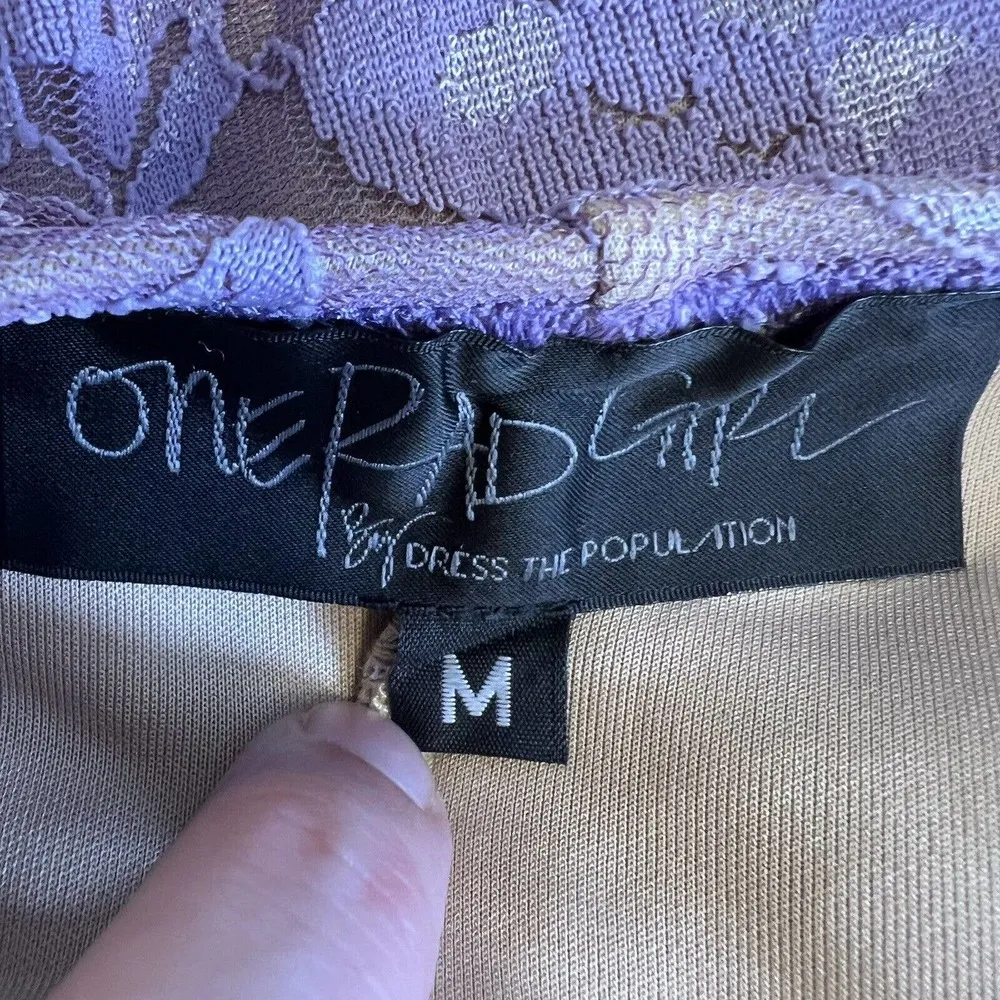 ONE RAD GIRL
By DRESS THE POPULATION
M